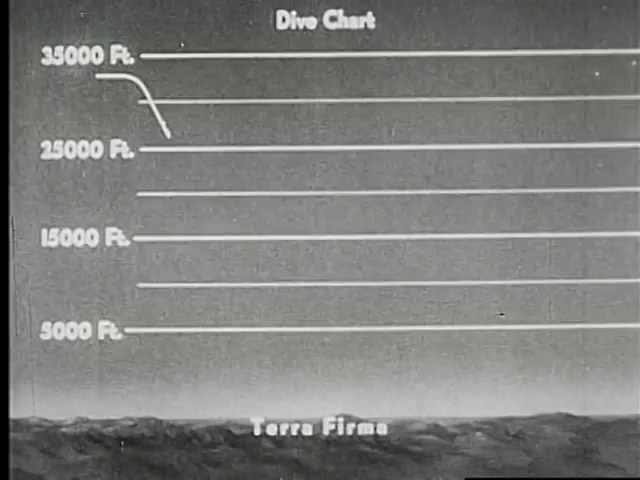 Dive Chart
35000 Ft.
25000 Ft.
15000 Ft.
5000 Ft.
Terra Firma